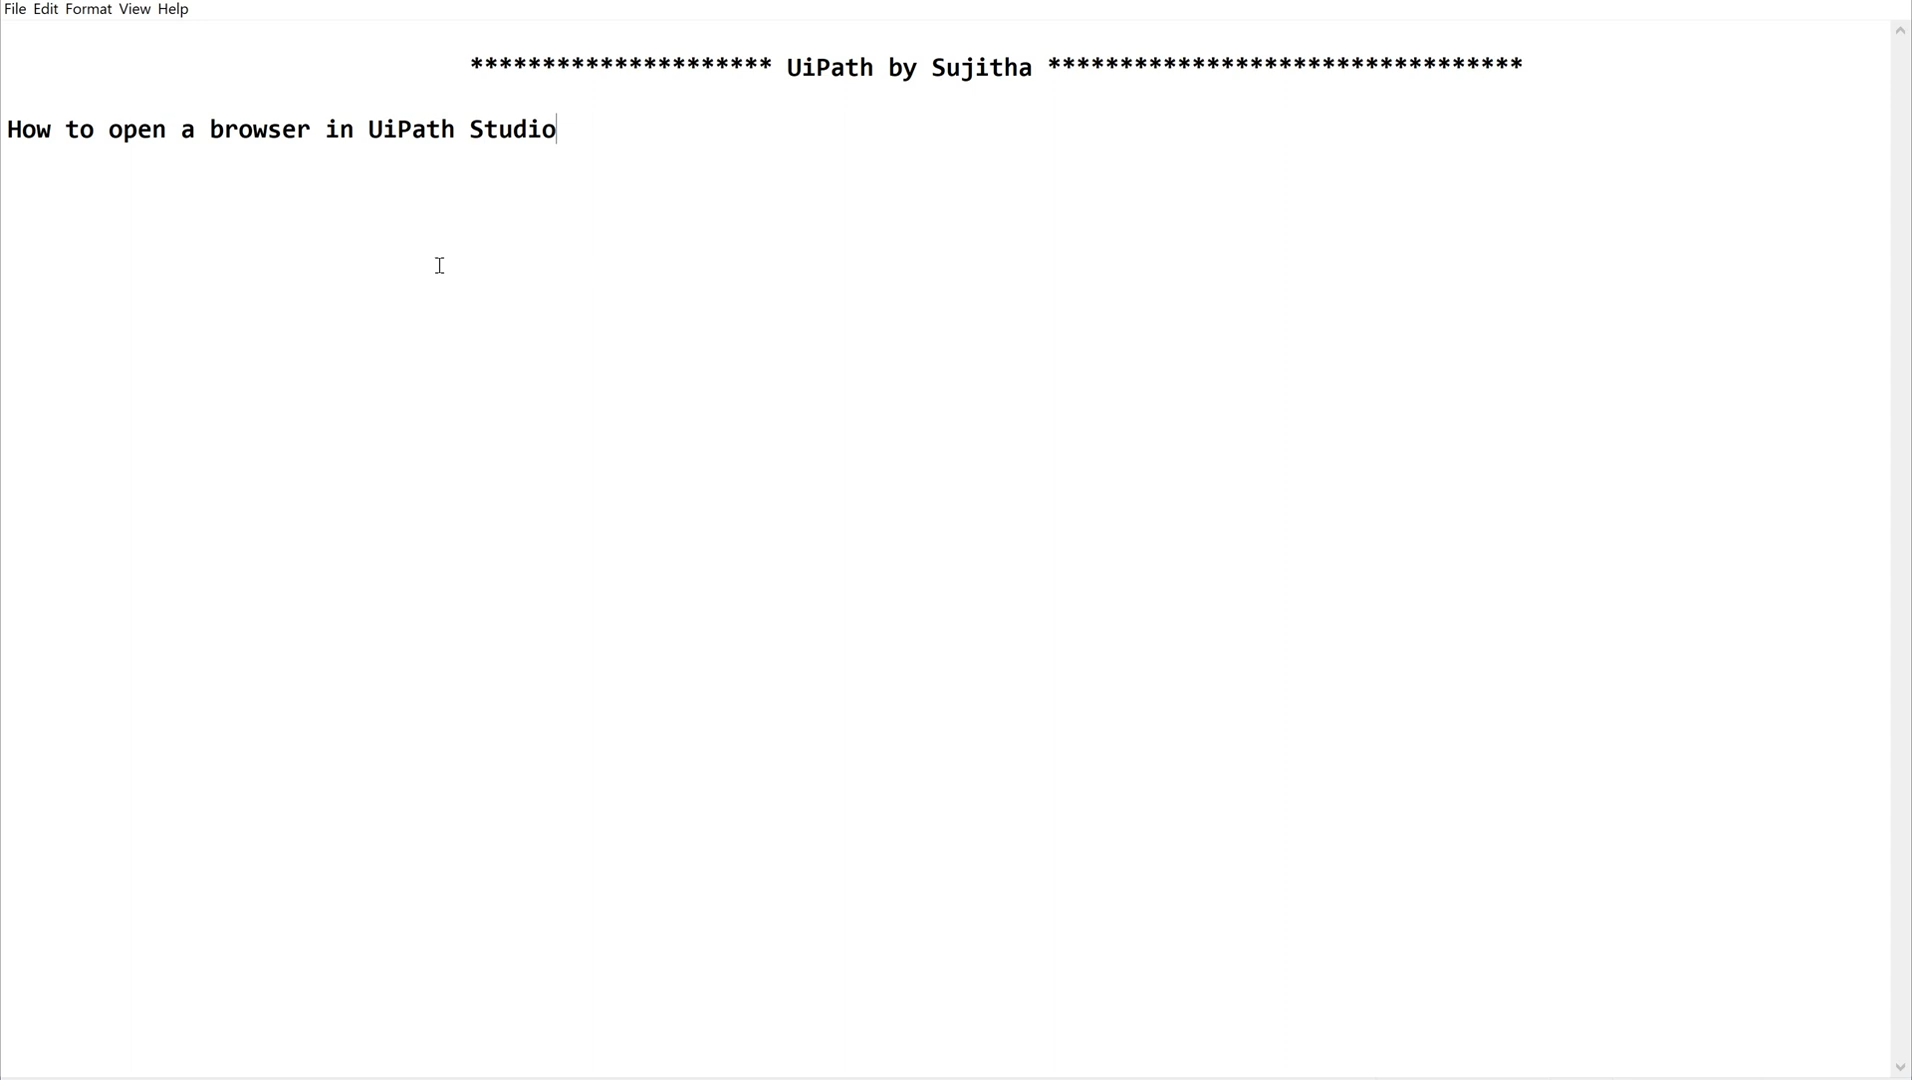 File Edit Format View Help
********************* UiPath by Sujitha *********************************
How to open a browser in UiPath Studio